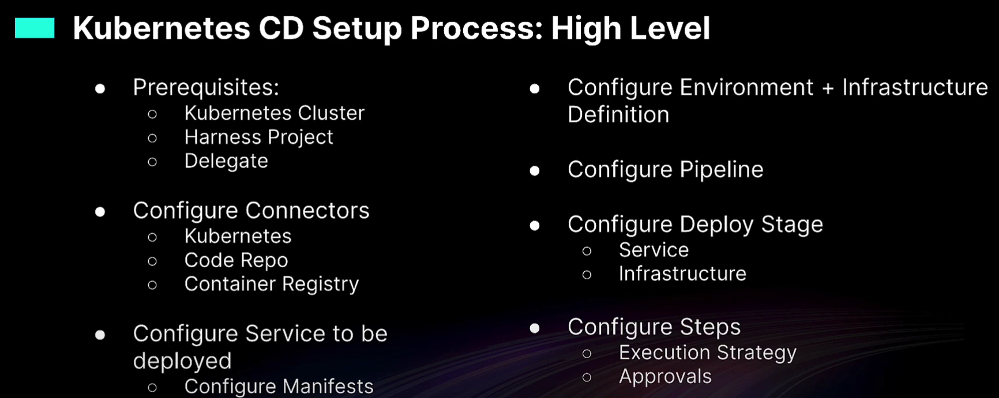 Kubernetes CD Setup Process: High Level
● Prerequisites:
○ Kubernetes Cluster
○ Harness Project
○ Delegate
● Configure Connectors
○ Kubernetes
○ Code Repo
○ Container Registry
● Configure Service to be
deployed
○ Configure Manifests
● Configure Environment + Infrastructure
Definition
● Configure Pipeline
● Configure Deploy Stage
○ Service
○ Infrastructure
● Configure Steps
○ Execution Strategy
○ Approvals